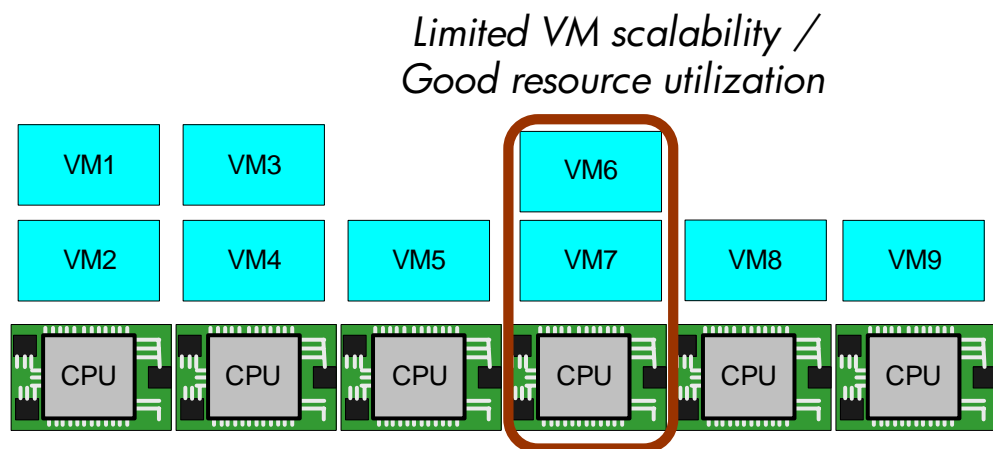 Limited VM scalability /
Good resource utilization
VM1 VM3 VM6
VM2 VM4 VM5 VM7 VM8 VM9
CPU CPU CPU CPU CPU CPU